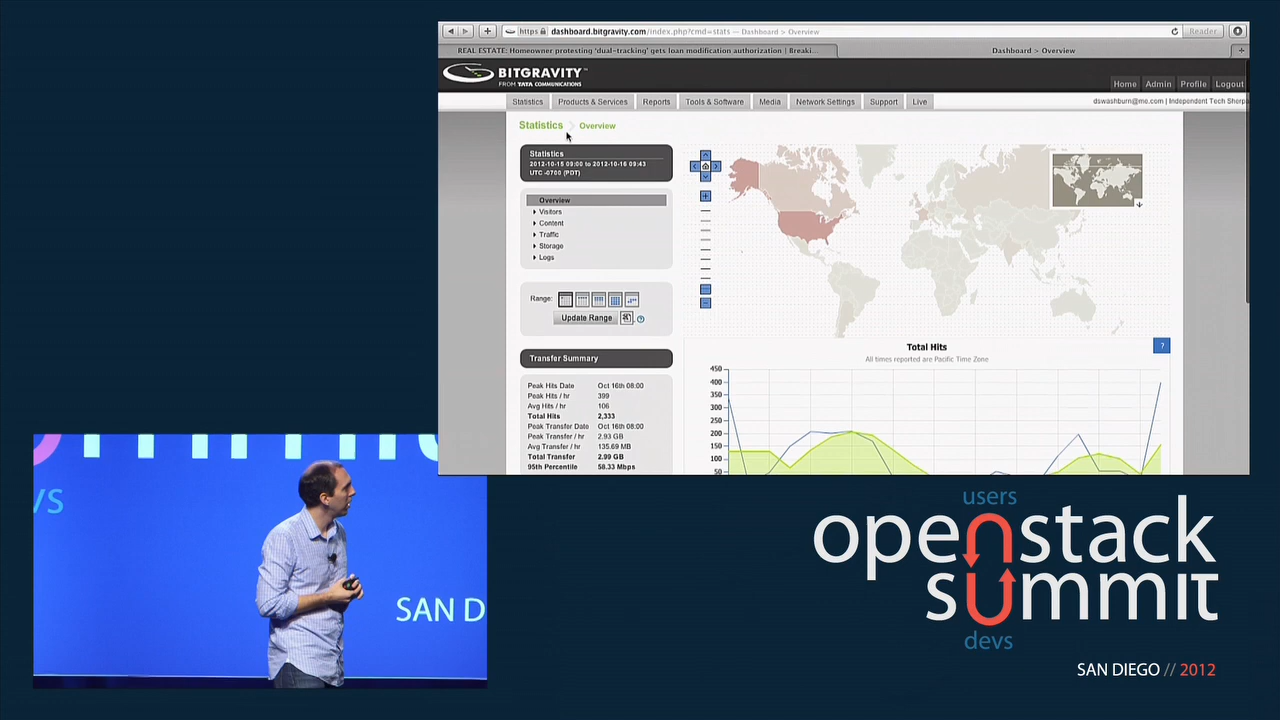 https dashboard.bitgravity.com/index.php?cmd=stats — Dashboard > Overview
Reader
REAL ESTATE: Homeowner protesting 'dual-tracking' gets loan modification authorization | Breaki...
Dashboard > Overview
BITGRAVITY™
FROM TATA COMMUNICATIONS
Home Admin Profile Logout
Statistics Products & Services Reports Tools & Software Media Network Settings Support Live
dswashburn@me.com | Independent Tech Sherpa
Statistics Overview
Statistics
2012-10-15 09:00 to 2012-10-16 09:43
UTC -0700 (PDT)
Overview
Visitors
Content
Traffic
Storage
Logs
Range:
Update Range
?
Transfer Summary
Peak Hits Date Oct 16th 08:00
Peak Hits / hr 399
Avg Hits / hr 106
Total Hits 2,333
Peak Transfer Date Oct 16th 08:00
Peak Transfer / hr 2.93 GB
Avg Transfer / hr 135.69 MB
Total Transfer 2.99 GB
95th Percentile 58.33 Mbps
Total Hits
?
All times reported are Pacific Time Zone
450
400
350
300
250
200
150
100
50
VS
SAN D
users
openstack
summit
devs
SAN DIEGO // 2012